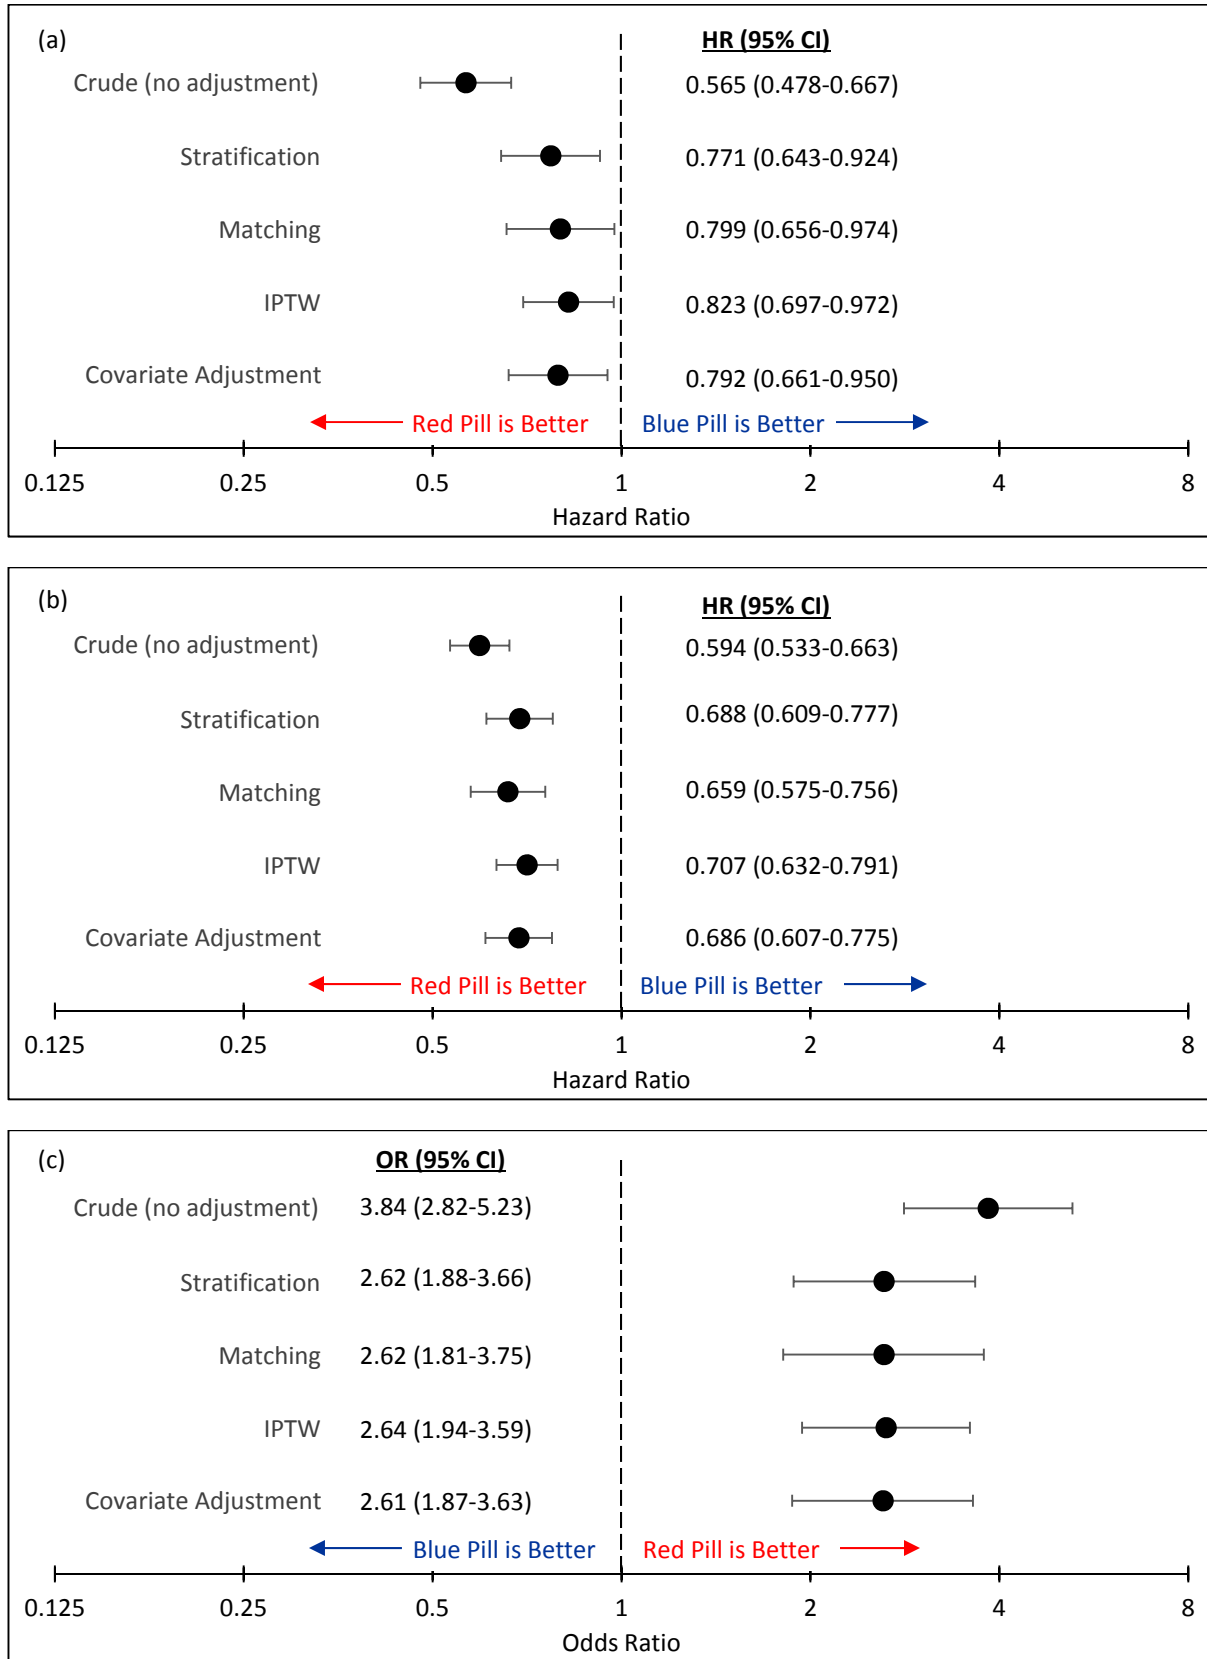 (a)
HR (95% CI)
Crude (no adjustment) 0.565 (0.478-0.667)
Stratification 0.771 (0.643-0.924)
Matching 0.799 (0.656-0.974)
IPTW 0.823 (0.697-0.972)
Covariate Adjustment 0.792 (0.661-0.950)
Red Pill is Better Blue Pill is Better
0.125 0.25 0.5 1 2 4 8
Hazard Ratio
(b)
HR (95% CI)
Crude (no adjustment) 0.594 (0.533-0.663)
Stratification 0.688 (0.609-0.777)
Matching 0.659 (0.575-0.756)
IPTW 0.707 (0.632-0.791)
Covariate Adjustment 0.686 (0.607-0.775)
Red Pill is Better Blue Pill is Better
0.125 0.25 0.5 1 2 4 8
Hazard Ratio
(c)
OR (95% CI)
Crude (no adjustment) 3.84 (2.82-5.23)
Stratification 2.62 (1.88-3.66)
Matching 2.62 (1.81-3.75)
IPTW 2.64 (1.94-3.59)
Covariate Adjustment 2.61 (1.87-3.63)
Blue Pill is Better Red Pill is Better
0.125 0.25 0.5 1 2 4 8
Odds Ratio